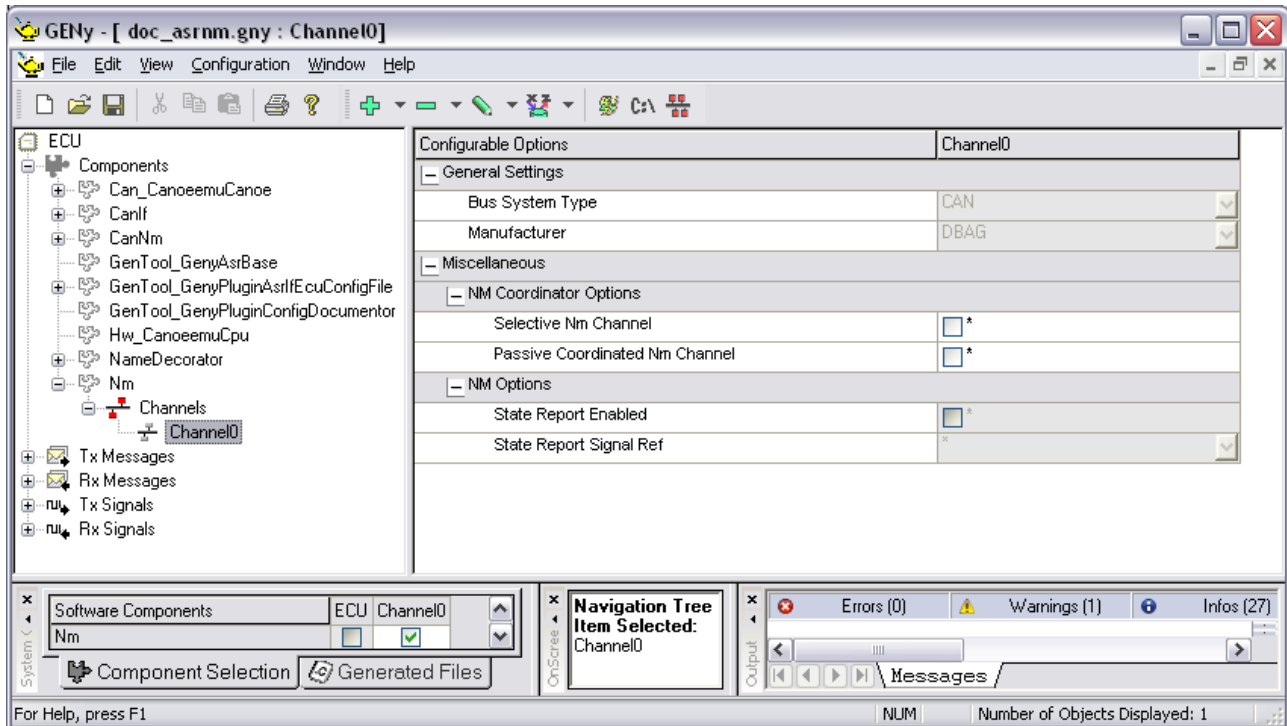 GENy - [ doc_asrnm.gny : Channel0]
File Edit View Configuration Window Help
C:\
ECU
Components
Can_CanoeemuCanoe
CanIf
CanNm
GenTool_GenyAsrBase
GenTool_GenyPluginAsrIfEcuConfigFile
GenTool_GenyPluginConfigDocumentor
Hw_CanoeemuCpu
NameDecorator
Nm
Channels
Channel0
Tx Messages
Rx Messages
Tx Signals
Rx Signals
Configurable Options Channel0
General Settings
Bus System Type CAN
Manufacturer DBAG
Miscellaneous
NM Coordinator Options
Selective Nm Channel *
Passive Coordinated Nm Channel *
NM Options
State Report Enabled *
State Report Signal Ref *
System
Software Components ECU Channel0
Nm
Component Selection Generated Files
OnScree
Navigation Tree
Item Selected:
Channel0
Output
Errors (0) Warnings (1) Infos (27)
Messages
For Help, press F1 NUM Number of Objects Displayed: 1